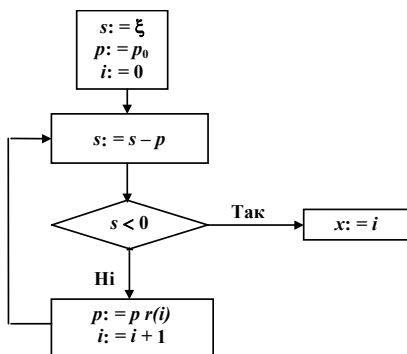 s: = ξ
p: = p₀
i: = 0
s: = s – p
s < 0
Так
x: = i
Ні
p: = p r(i)
i: = i + 1